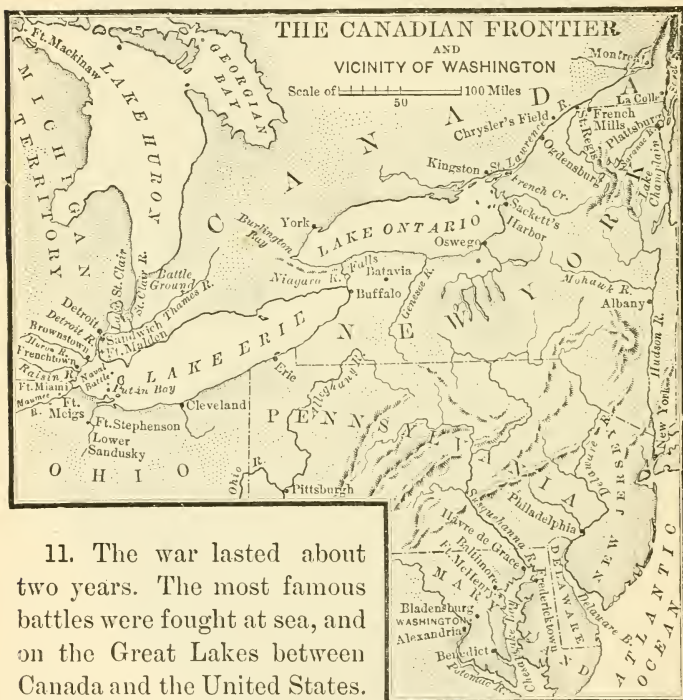 THE CANADIAN FRONTIER
AND
VICINITY OF WASHINGTON
Scale of 100 Miles
50
Ft. Mackinaw
LAKE HURON
GEORGIAN
BAY
MICHIGAN
TERRITORY
CANADA
Montreal
La Colle
French
Mills
St. Regis
Plattsburg
Saranac R.
Lake
Champlain
Chrysler's Field
St. Lawrence R.
Ogdensburg
Kingston
French Cr.
Sackett's
Harbor
York
LAKE ONTARIO
Oswego
Burlington
Bay
Falls
Niagara R.
Batavia
Buffalo
Genesee R.
NEW YORK
Mohawk R.
Albany
Hudson R.
New York
L. St. Clair
St. Clair R.
Battle
Ground
Thames R.
Detroit
Detroit R.
Sandwich
Brownstown
Ft. Malden
Huron R.
Frenchtown
Raisin R.
Naval
Battle
Put-in Bay
Ft. Miami
Maumee
R.
Ft.
Meigs
LAKE ERIE
Erie
Cleveland
Ft. Stephenson
Lower
Sandusky
OHIO
Alleghany R.
PENNSYLVANIA
Ohio R.
Pittsburgh
Delaware R.
NEW JERSEY
Susquehanna R.
Philadelphia
Havre de Grace
Baltimore
Ft. McHenry
Fredericktown
DELAWARE
MARYLAND
Bladensburg
WASHINGTON
Alexandria
Benedict
Potomac R.
Chesapeake Bay
Delaware B.
ATLANTIC
OCEAN
11. The war lasted about
two years. The most famous
battles were fought at sea, and
on the Great Lakes between
Canada and the United States.